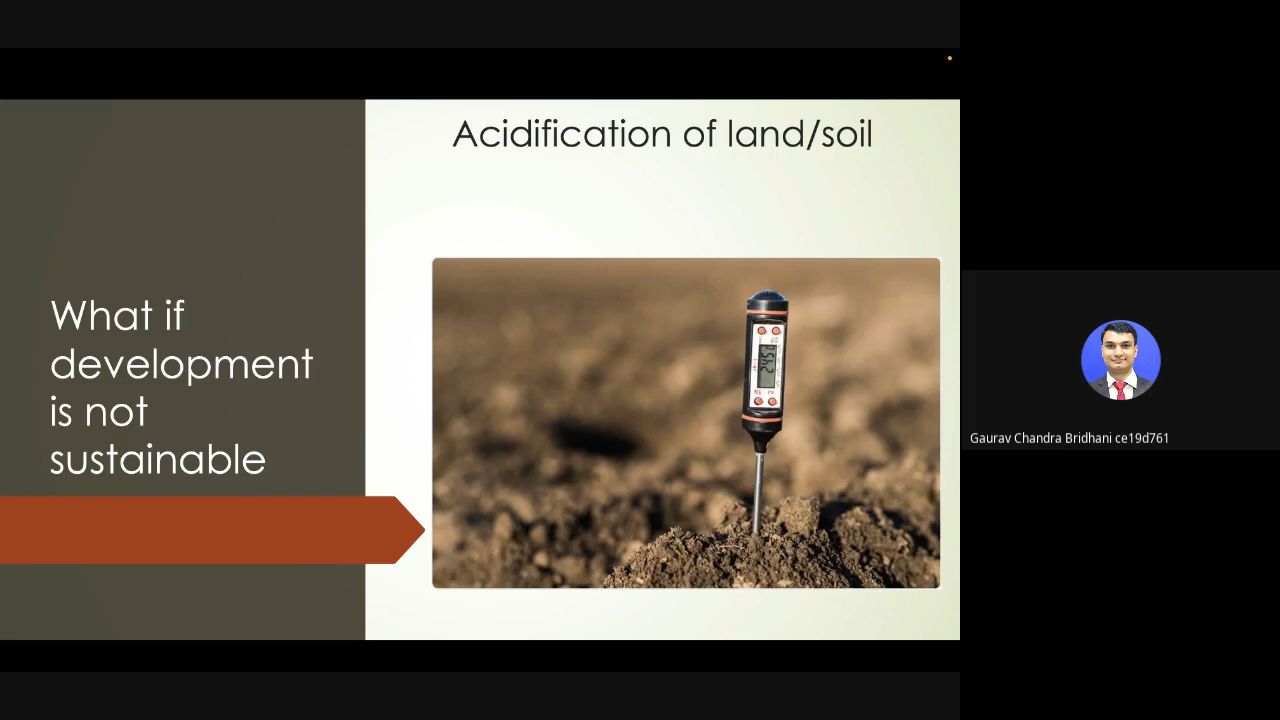 Acidification of land/soil
What if
development
is not
sustainable
Gaurav Chandra Bridhani ce19d761